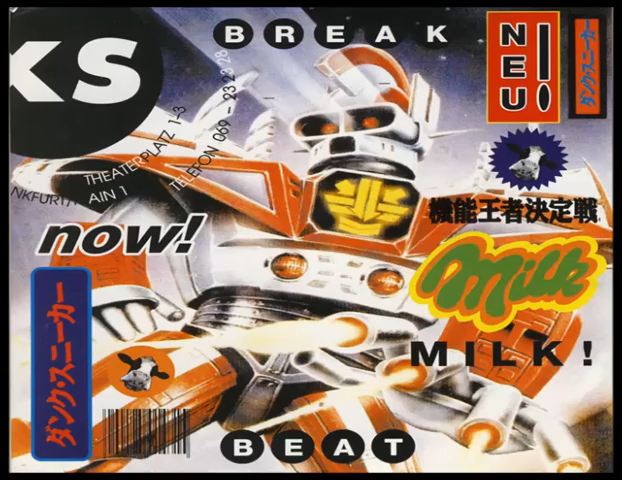 KS
BREAK
NEU!
ダンク・スニーカー
THEATERPLATZ 1-3
TELEFON 069 - 23 23 28
NKFURT/
AIN 1
機能王者決定戦
now!
milk
MILK!
ダンク・スニーカー
BEAT